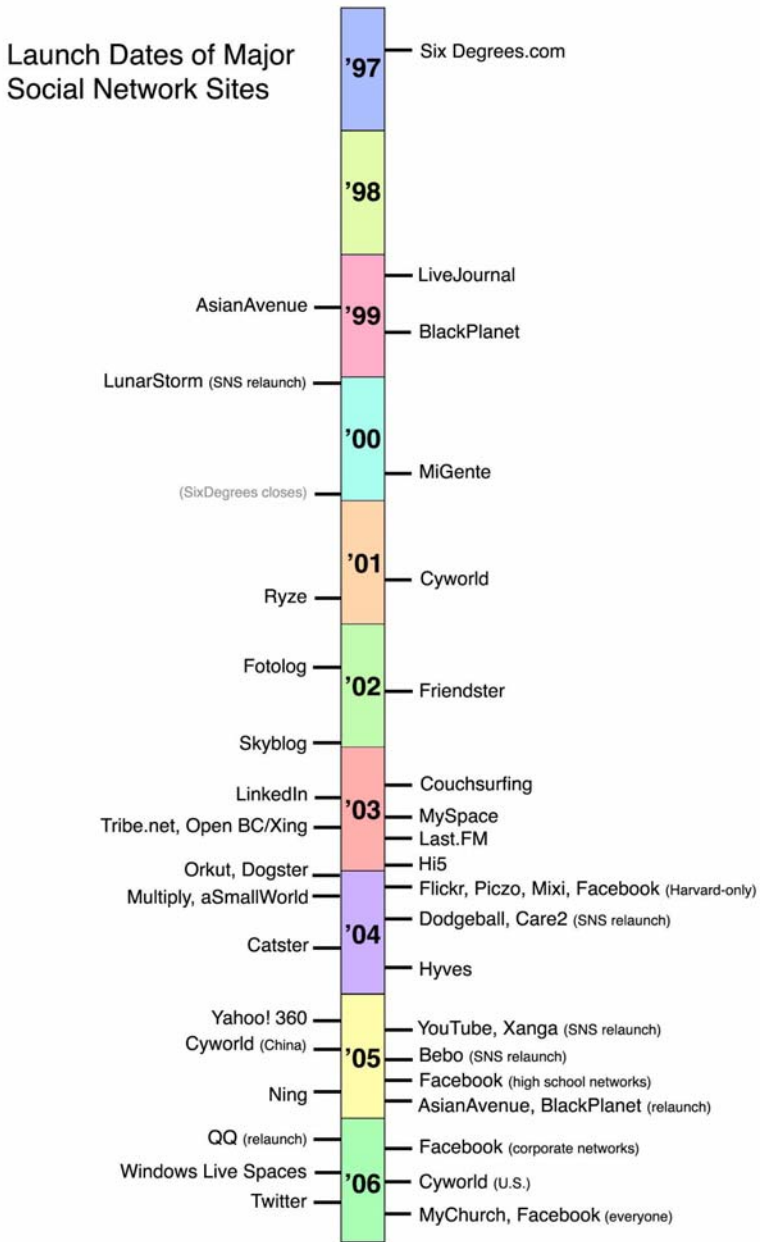 Launch Dates of Major
Social Network Sites
'97
Six Degrees.com
'98
'99
LiveJournal
AsianAvenue
BlackPlanet
LunarStorm (SNS relaunch)
'00
MiGente
(SixDegrees closes)
'01
Cyworld
Ryze
Fotolog
'02
Friendster
Skyblog
'03
Couchsurfing
LinkedIn
MySpace
Tribe.net, Open BC/Xing
Last.FM
Hi5
Orkut, Dogster
'04
Flickr, Piczo, Mixi, Facebook (Harvard-only)
Multiply, aSmallWorld
Dodgeball, Care2 (SNS relaunch)
Catster
Hyves
'05
Yahoo! 360
YouTube, Xanga (SNS relaunch)
Cyworld (China)
Bebo (SNS relaunch)
Facebook (high school networks)
Ning
AsianAvenue, BlackPlanet (relaunch)
'06
QQ (relaunch)
Facebook (corporate networks)
Windows Live Spaces
Cyworld (U.S.)
Twitter
MyChurch, Facebook (everyone)